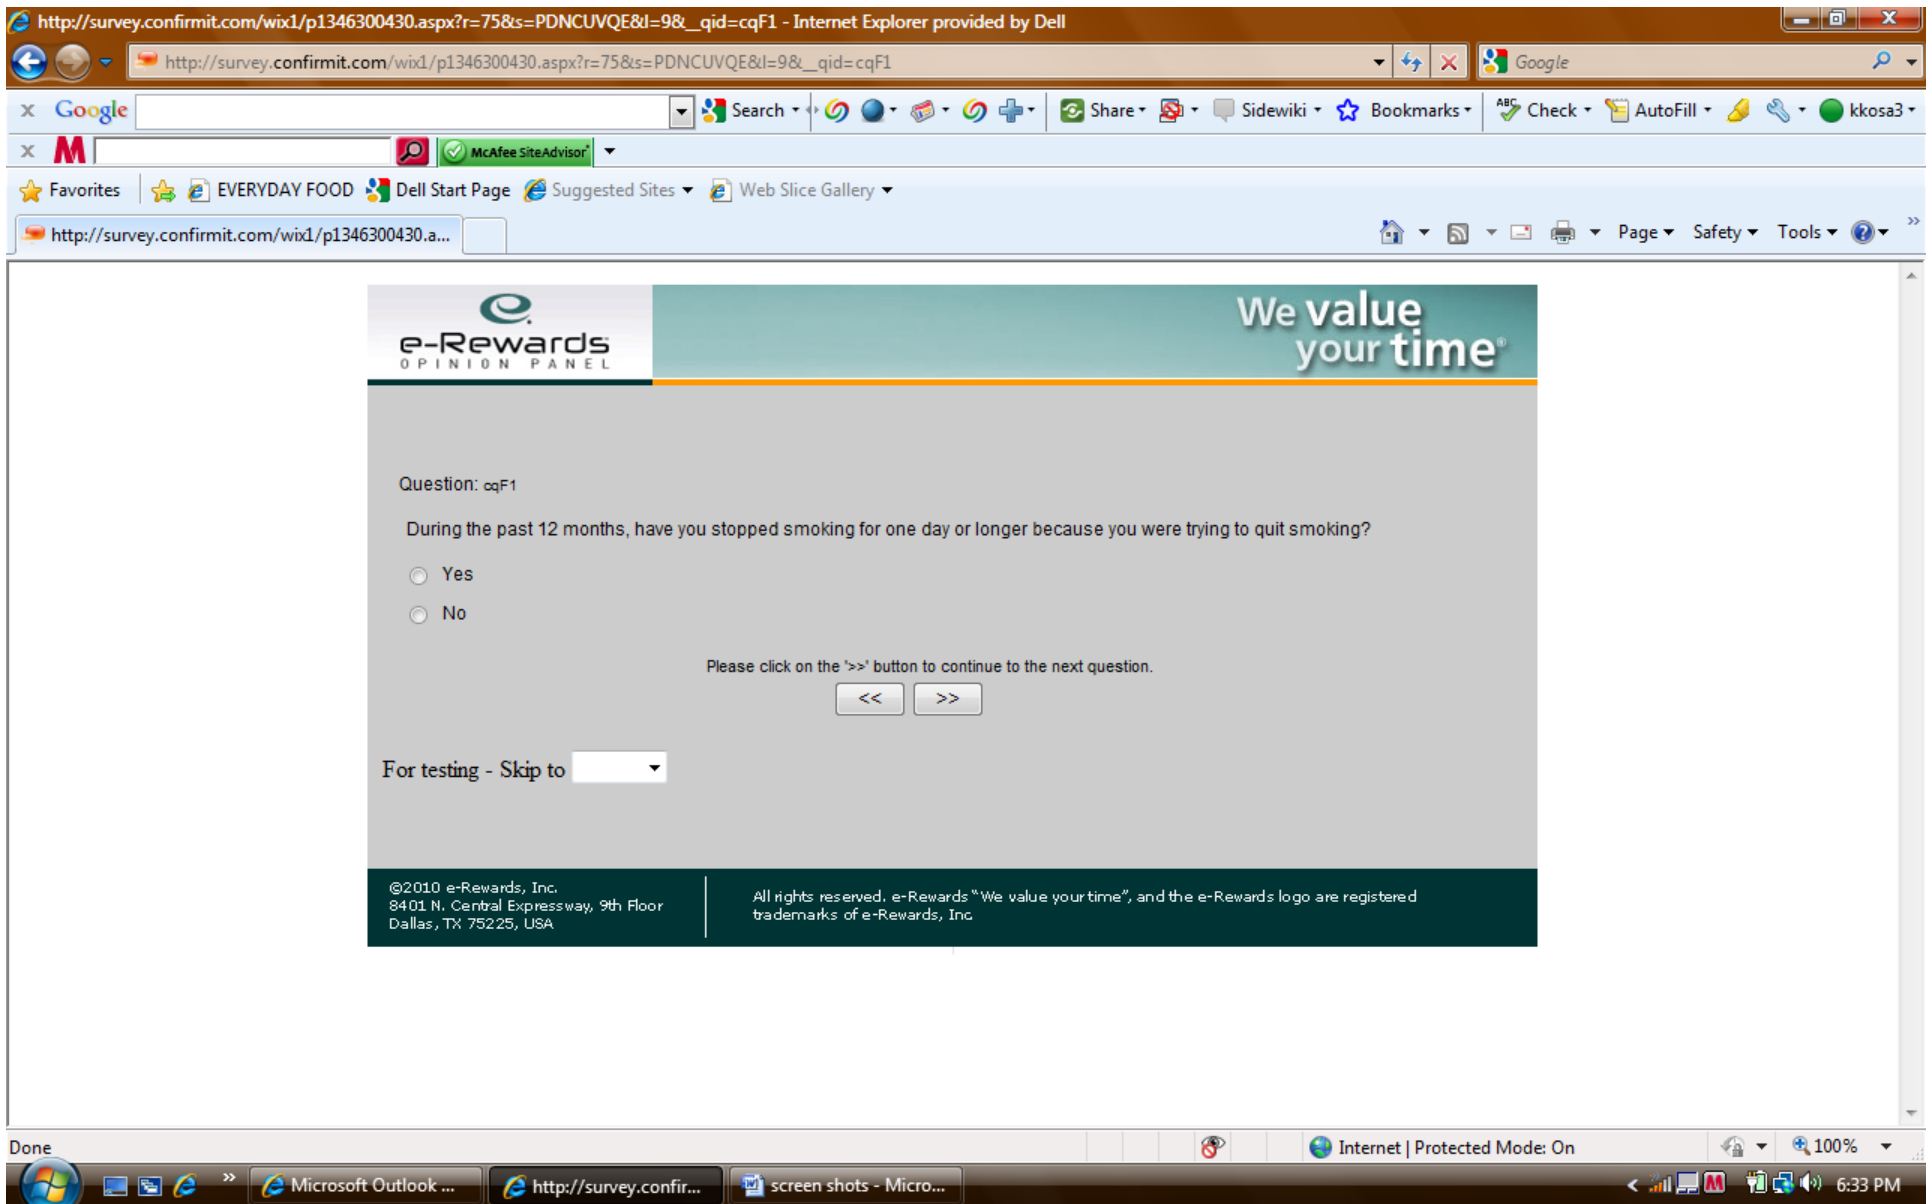 http://survey.confirmit.com/wix1/p1346300430.aspx?r=75&s=PDNCUVQE&l=9&__qid=cqF1 - Internet Explorer provided by Dell
http://survey.confirmit.com/wix1/p1346300430.aspx?r=75&s=PDNCUVQE&l=9&__qid=cqF1
Google
x Google Search Share Sidewiki Bookmarks ABC Check AutoFill kkosa3
x M McAfee SiteAdvisor
Favorites EVERYDAY FOOD Dell Start Page Suggested Sites Web Slice Gallery
http://survey.confirmit.com/wix1/p1346300430.a... Page Safety Tools
e-Rewards
OPINION PANEL
We value
your time®
Question: cqF1
During the past 12 months, have you stopped smoking for one day or longer because you were trying to quit smoking?
Yes
No
Please click on the '>>' button to continue to the next question.
<< >>
For testing - Skip to
©2010 e-Rewards, Inc.
8401 N. Central Expressway, 9th Floor
Dallas, TX 75225, USA
All rights reserved. e-Rewards "We value your time", and the e-Rewards logo are registered
trademarks of e-Rewards, Inc.
Done Internet | Protected Mode: On 100%
Microsoft Outlook ... http://survey.confir... screen shots - Micro... 6:33 PM